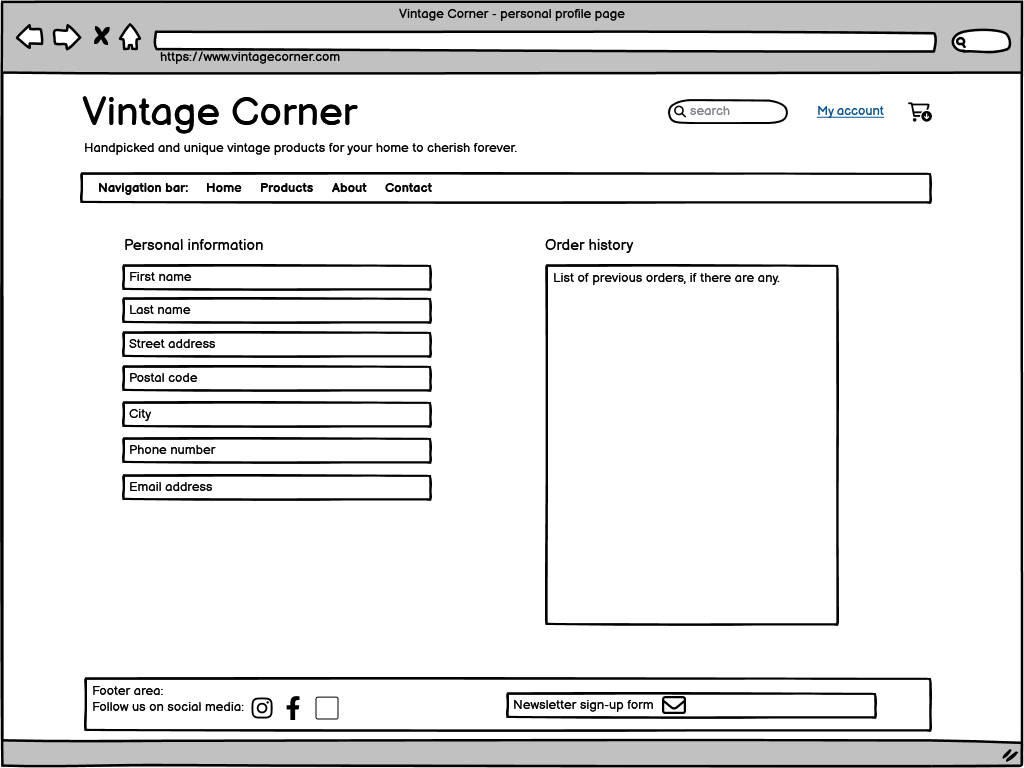 Vintage Corner - personal profile page
https://www.vintagecorner.com
Vintage Corner
search
My account
Handpicked and unique vintage products for your home to cherish forever.
Navigation bar: Home Products About Contact
Personal information
First name
Last name
Street address
Postal code
City
Phone number
Email address
Order history
List of previous orders, if there are any.
Footer area:
Follow us on social media:
Newsletter sign-up form